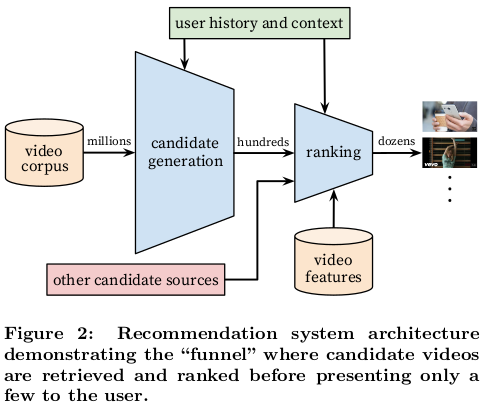 user history and context
video
corpus
millions
candidate
generation
hundreds
ranking
dozens
vevo
other candidate sources
video
features
Figure 2: Recommendation system architecture
demonstrating the “funnel” where candidate videos
are retrieved and ranked before presenting only a
few to the user.